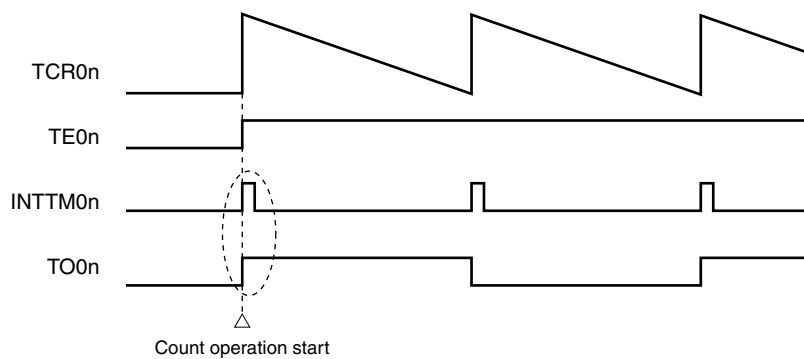 TCR0n
TE0n
INTTM0n
TO0n
Count operation start